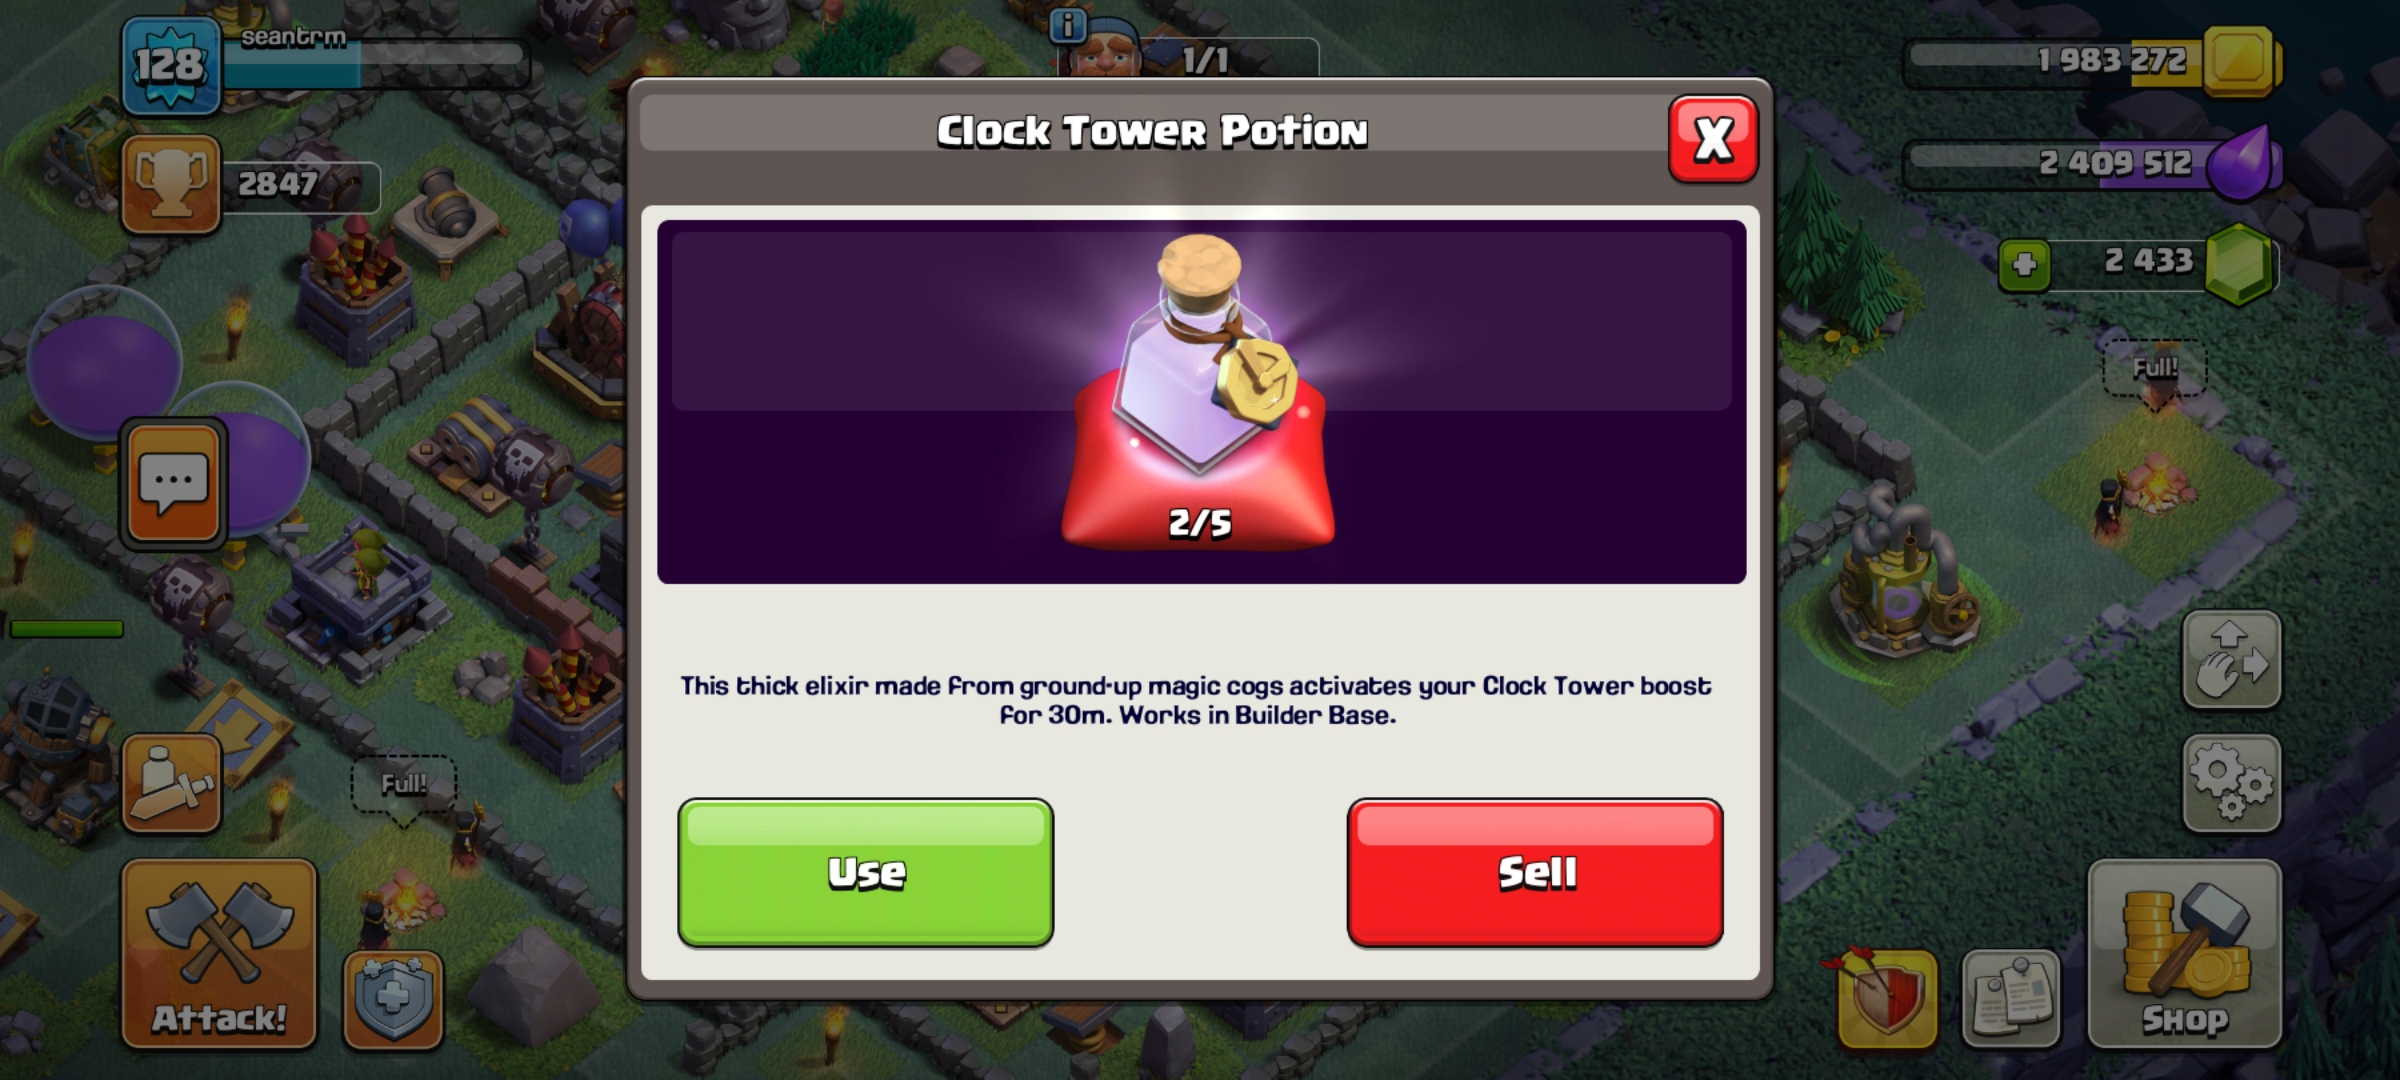 128
seantrm
i
1/1
1 983 272
2847
2 409 512
2 433
Clock Tower Potion
X
2/5
Full!
This thick elixir made from ground-up magic cogs activates your Clock Tower boost
for 30m. Works in Builder Base.
Full!
Use
Sell
Attack!
Shop